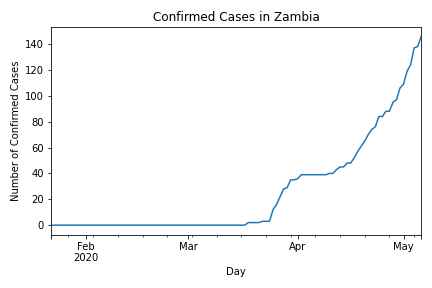 Confirmed Cases in Zambia
Number of Confirmed Cases
140
120
100
80
60
40
20
0
Feb
2020
Mar
Apr
May
Day